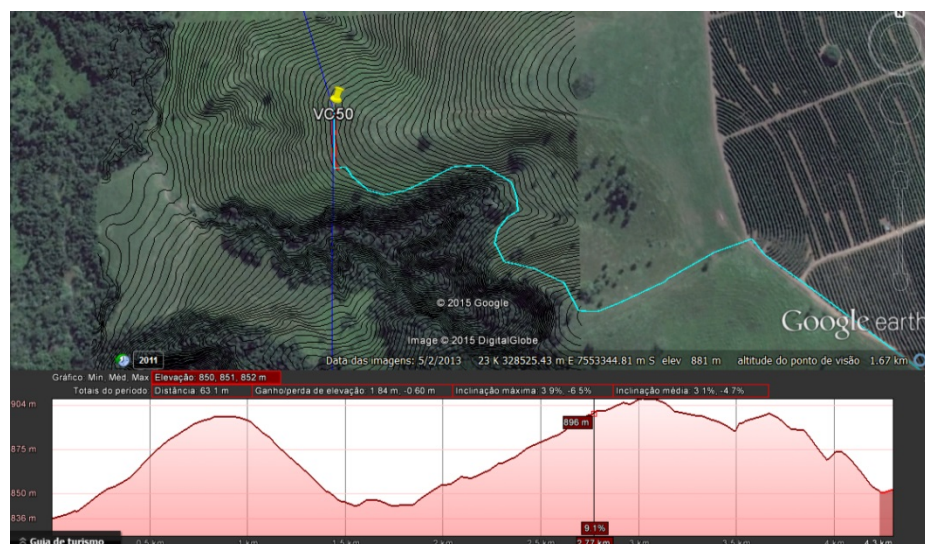 N
VC50
© 2015 Google
Image © 2015 DigitalGlobe
Google earth
2011
Data das imagens: 5/2/2013 23 K 328525.43 m E 7553344.81 m S elev 881 m altitude do ponto de visão 1.67 km
Gráfico: Min, Méd, Max Elevação: 850, 851, 852 m
Totais do período: Distância: 63.1 m Ganho/perda de elevação: 1.84 m, -0.60 m Inclinação máxima: 3.9%, -6.5% Inclinação média: 3.1%, -4.7%
904 m
896 m
875 m
850 m
836 m
9.1%
Guia de turismo 0.5 km 1 km 1.5 km 2 km 2.5 km 2.77 km 3 km 3.5 km 4 km 4.3 km